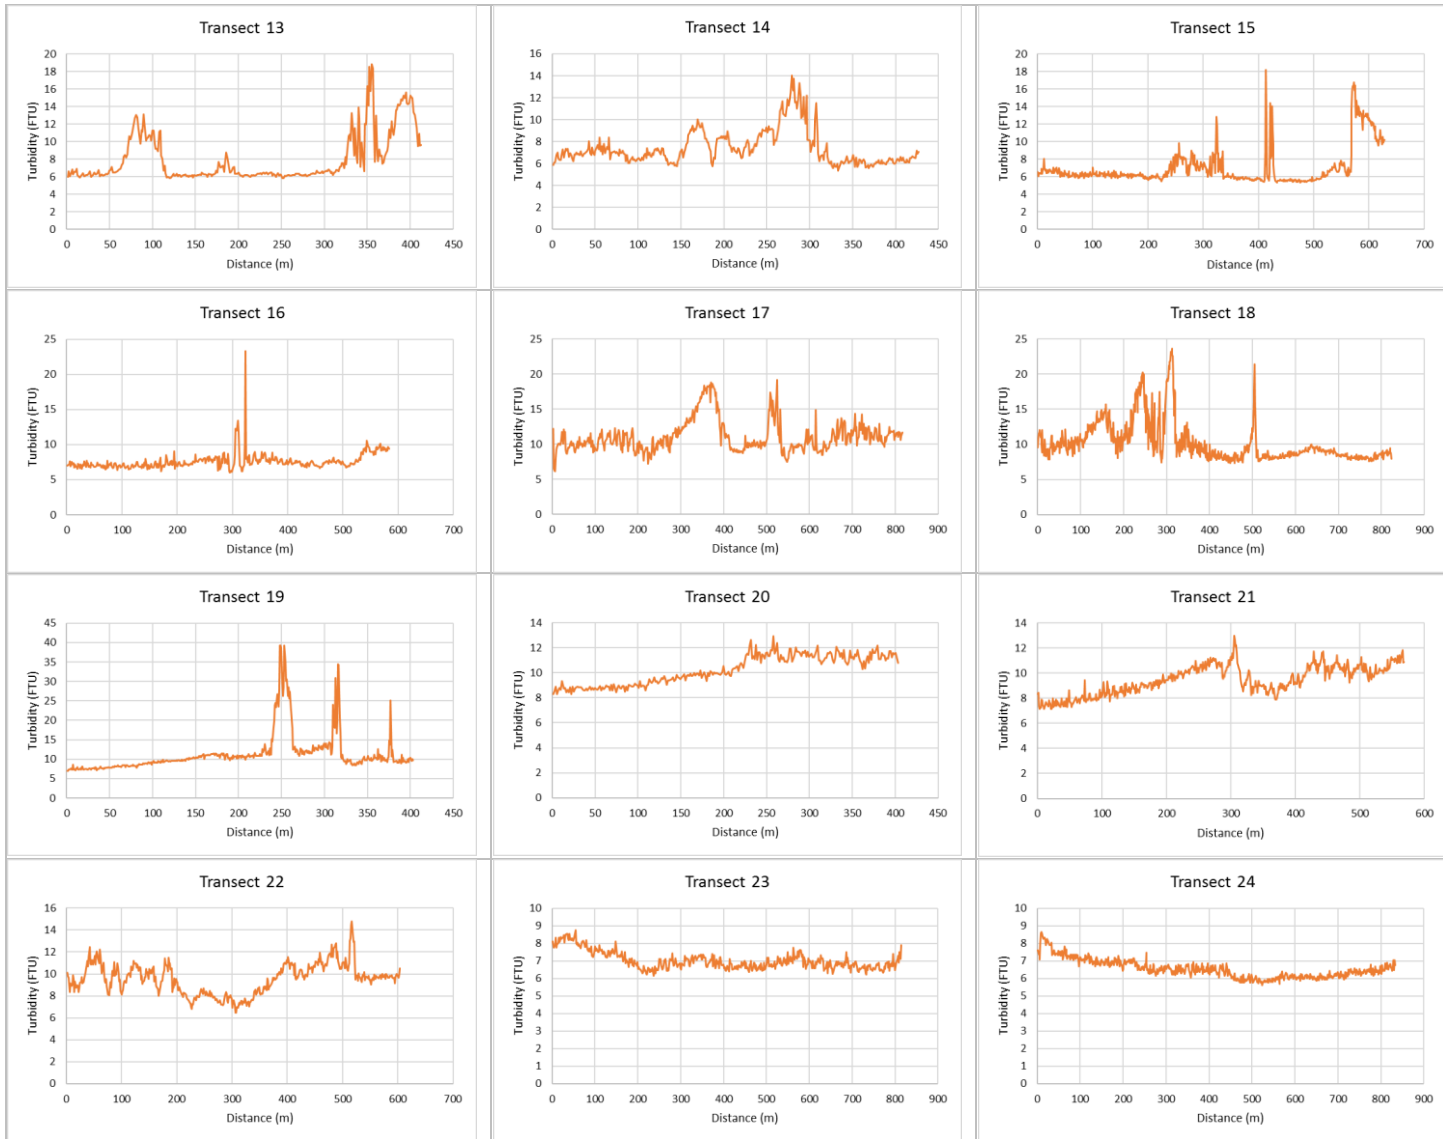 Transect 13
Turbidity (FTU)
20
18
16
14
12
10
8
6
4
2
0
0 50 100 150 200 250 300 350 400 450
Distance (m)
Transect 14
Turbidity (FTU)
16
14
12
10
8
6
4
2
0
0 50 100 150 200 250 300 350 400 450
Distance (m)
Transect 15
Turbidity (FTU)
20
18
16
14
12
10
8
6
4
2
0
0 100 200 300 400 500 600 700
Distance (m)
Transect 16
Turbidity (FTU)
25
20
15
10
5
0
0 100 200 300 400 500 600 700
Distance (m)
Transect 17
Turbidity (FTU)
25
20
15
10
5
0
0 100 200 300 400 500 600 700 800 900
Distance (m)
Transect 18
Turbidity (FTU)
25
20
15
10
5
0
0 100 200 300 400 500 600 700 800 900
Distance (m)
Transect 19
Turbidity (FTU)
45
40
35
30
25
20
15
10
5
0
0 50 100 150 200 250 300 350 400 450
Distance (m)
Transect 20
Turbidity (FTU)
14
12
10
8
6
4
2
0
0 50 100 150 200 250 300 350 400 450
Distance (m)
Transect 21
Turbidity (FTU)
14
12
10
8
6
4
2
0
0 100 200 300 400 500 600
Distance (m)
Transect 22
Turbidity (FTU)
16
14
12
10
8
6
4
2
0
0 100 200 300 400 500 600 700
Distance (m)
Transect 23
Turbidity (FTU)
10
9
8
7
6
5
4
3
2
1
0
0 100 200 300 400 500 600 700 800 900
Distance (m)
Transect 24
Turbidity (FTU)
10
9
8
7
6
5
4
3
2
1
0
0 100 200 300 400 500 600 700 800 900
Distance (m)